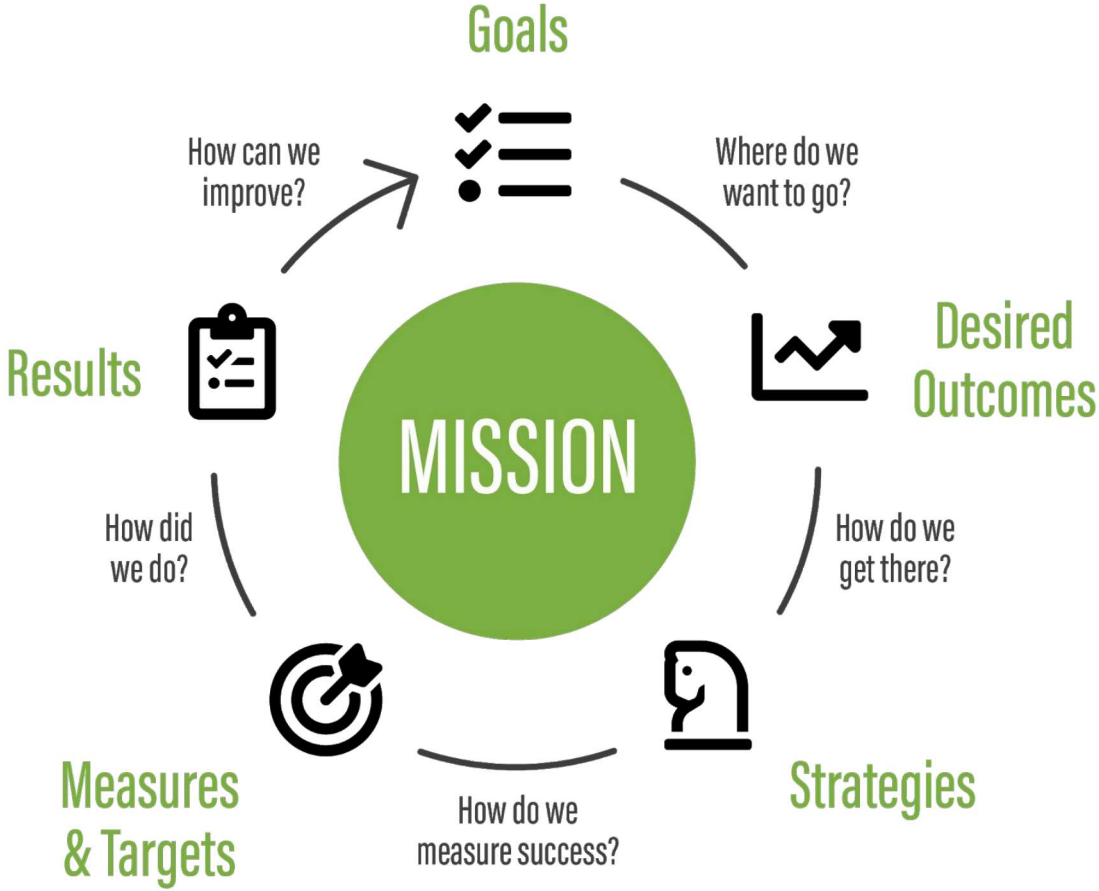 Goals
How can we
improve?
Where do we
want to go?
Results
MISSION
Desired
Outcomes
How did
we do?
How do we
get there?
Measures
& Targets
How do we
measure success?
Strategies